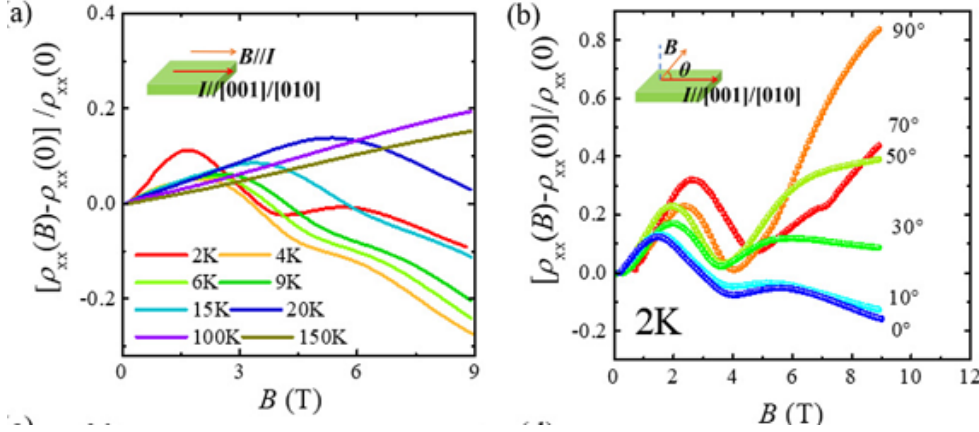 a)
[ρxx(B)-ρxx(0)] /ρxx(0)
0.4
0.2
0.0
-0.2
B//I
I//[001]/[010]
2K 4K
6K 9K
15K 20K
100K 150K
0 3 6 9
B (T)
(b)
[ρxx(B)-ρxx(0)]/ρxx(0)
0.8
0.6
0.4
0.2
0.0
-0.2
B
θ
I//[001]/[010]
90°
70°
50°
30°
10°
0°
2K
0 2 4 6 8 10 12
B (T)